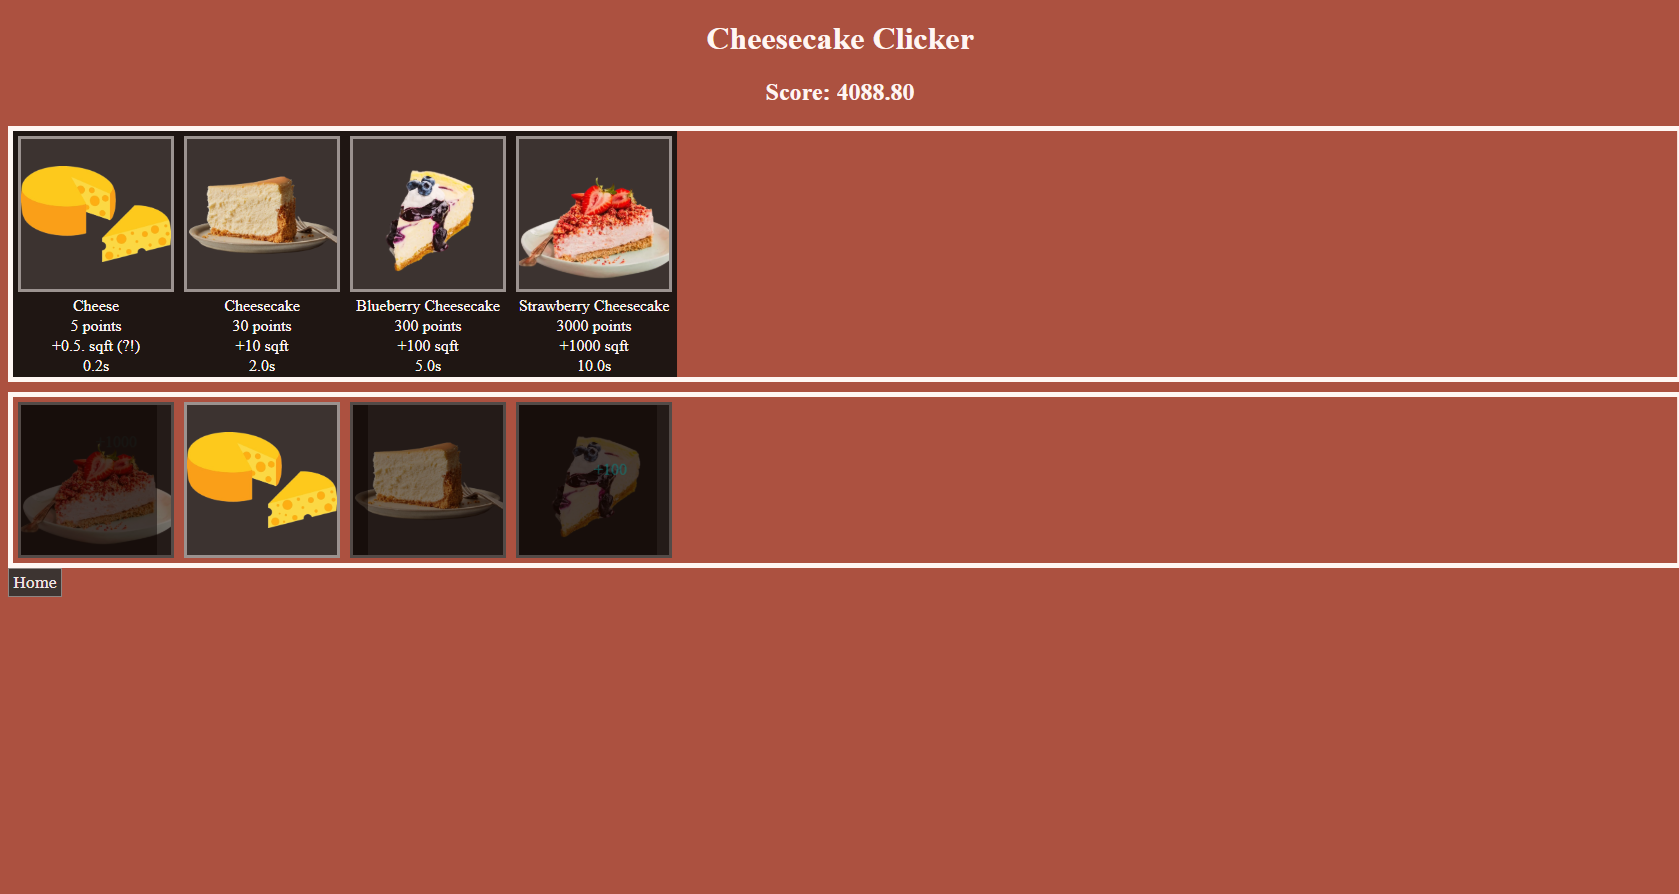 Cheesecake Clicker
Score: 4088.80
Cheese
5 points
+0.5. sqft (?!)
0.2s
Cheesecake
30 points
+10 sqft
2.0s
Blueberry Cheesecake
300 points
+100 sqft
5.0s
Strawberry Cheesecake
3000 points
+1000 sqft
10.0s
+1000
+100
Home